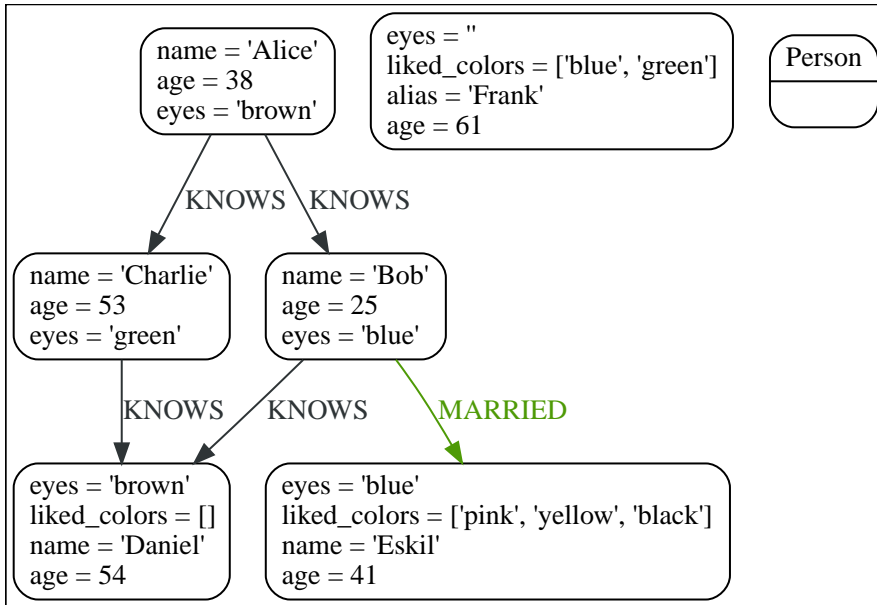 name = 'Alice'
age = 38
eyes = 'brown'
eyes = ''
liked_colors = ['blue', 'green']
alias = 'Frank'
age = 61
Person
KNOWS
KNOWS
name = 'Charlie'
age = 53
eyes = 'green'
name = 'Bob'
age = 25
eyes = 'blue'
KNOWS
KNOWS
MARRIED
eyes = 'brown'
liked_colors = []
name = 'Daniel'
age = 54
eyes = 'blue'
liked_colors = ['pink', 'yellow', 'black']
name = 'Eskil'
age = 41